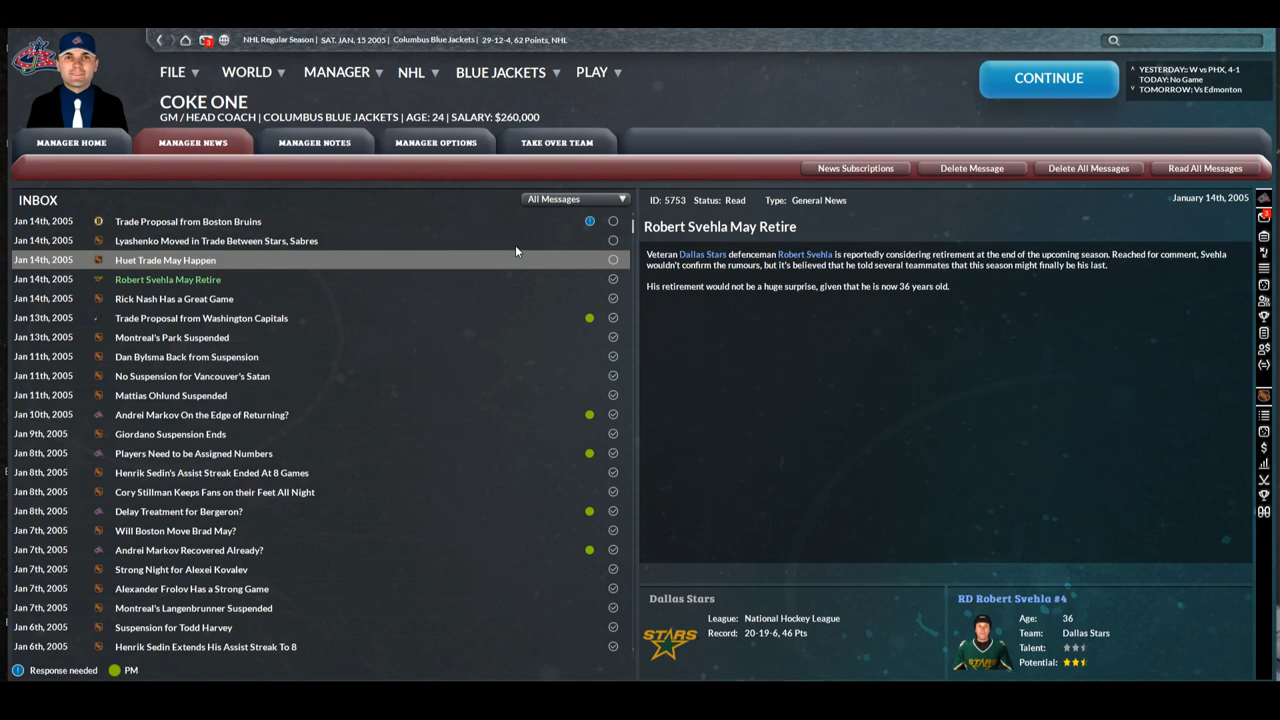 NHL Regular Season | SAT. JAN. 15 2005 | Columbus Blue Jackets | 29-12-4, 62 Points, NHL
FILE WORLD MANAGER NHL BLUE JACKETS PLAY
CONTINUE
YESTERDAY:: W vs PHX, 4-1
TODAY: No Game
TOMORROW: Vs Edmonton
COKE ONE
GM / HEAD COACH | COLUMBUS BLUE JACKETS | AGE: 24 | SALARY: $260,000
MANAGER HOME MANAGER NEWS MANAGER NOTES MANAGER OPTIONS TAKE OVER TEAM
News Subscriptions Delete Message Delete All Messages Read All Messages
INBOX All Messages
Jan 14th, 2005 Trade Proposal from Boston Bruins
Jan 14th, 2005 Lyashenko Moved in Trade Between Stars, Sabres
Jan 14th, 2005 Huet Trade May Happen
Jan 14th, 2005 Robert Svehla May Retire
Jan 14th, 2005 Rick Nash Has a Great Game
Jan 13th, 2005 Trade Proposal from Washington Capitals
Jan 13th, 2005 Montreal's Park Suspended
Jan 11th, 2005 Dan Bylsma Back from Suspension
Jan 11th, 2005 No Suspension for Vancouver's Satan
Jan 11th, 2005 Mattias Ohlund Suspended
Jan 10th, 2005 Andrei Markov On the Edge of Returning?
Jan 9th, 2005 Giordano Suspension Ends
Jan 8th, 2005 Players Need to be Assigned Numbers
Jan 8th, 2005 Henrik Sedin's Assist Streak Ended At 8 Games
Jan 8th, 2005 Cory Stillman Keeps Fans on their Feet All Night
Jan 8th, 2005 Delay Treatment for Bergeron?
Jan 7th, 2005 Will Boston Move Brad May?
Jan 7th, 2005 Andrei Markov Recovered Already?
Jan 7th, 2005 Strong Night for Alexei Kovalev
Jan 7th, 2005 Alexander Frolov Has a Strong Game
Jan 7th, 2005 Montreal's Langenbrunner Suspended
Jan 6th, 2005 Suspension for Todd Harvey
Jan 6th, 2005 Henrik Sedin Extends His Assist Streak To 8
Response needed PM
ID: 5753 Status: Read Type: General News January 14th, 2005
Robert Svehla May Retire
Veteran Dallas Stars defenceman Robert Svehla is reportedly considering retirement at the end of the upcoming season. Reached for comment, Svehla
wouldn't confirm the rumours, but it's believed that he told several teammates that this season might finally be his last.
His retirement would not be a huge surprise, given that he is now 36 years old.
Dallas Stars
League: National Hockey League
Record: 20-19-6, 46 Pts
STARS
RD Robert Svehla #4
Age: 36
Team: Dallas Stars
Talent:
Potential: